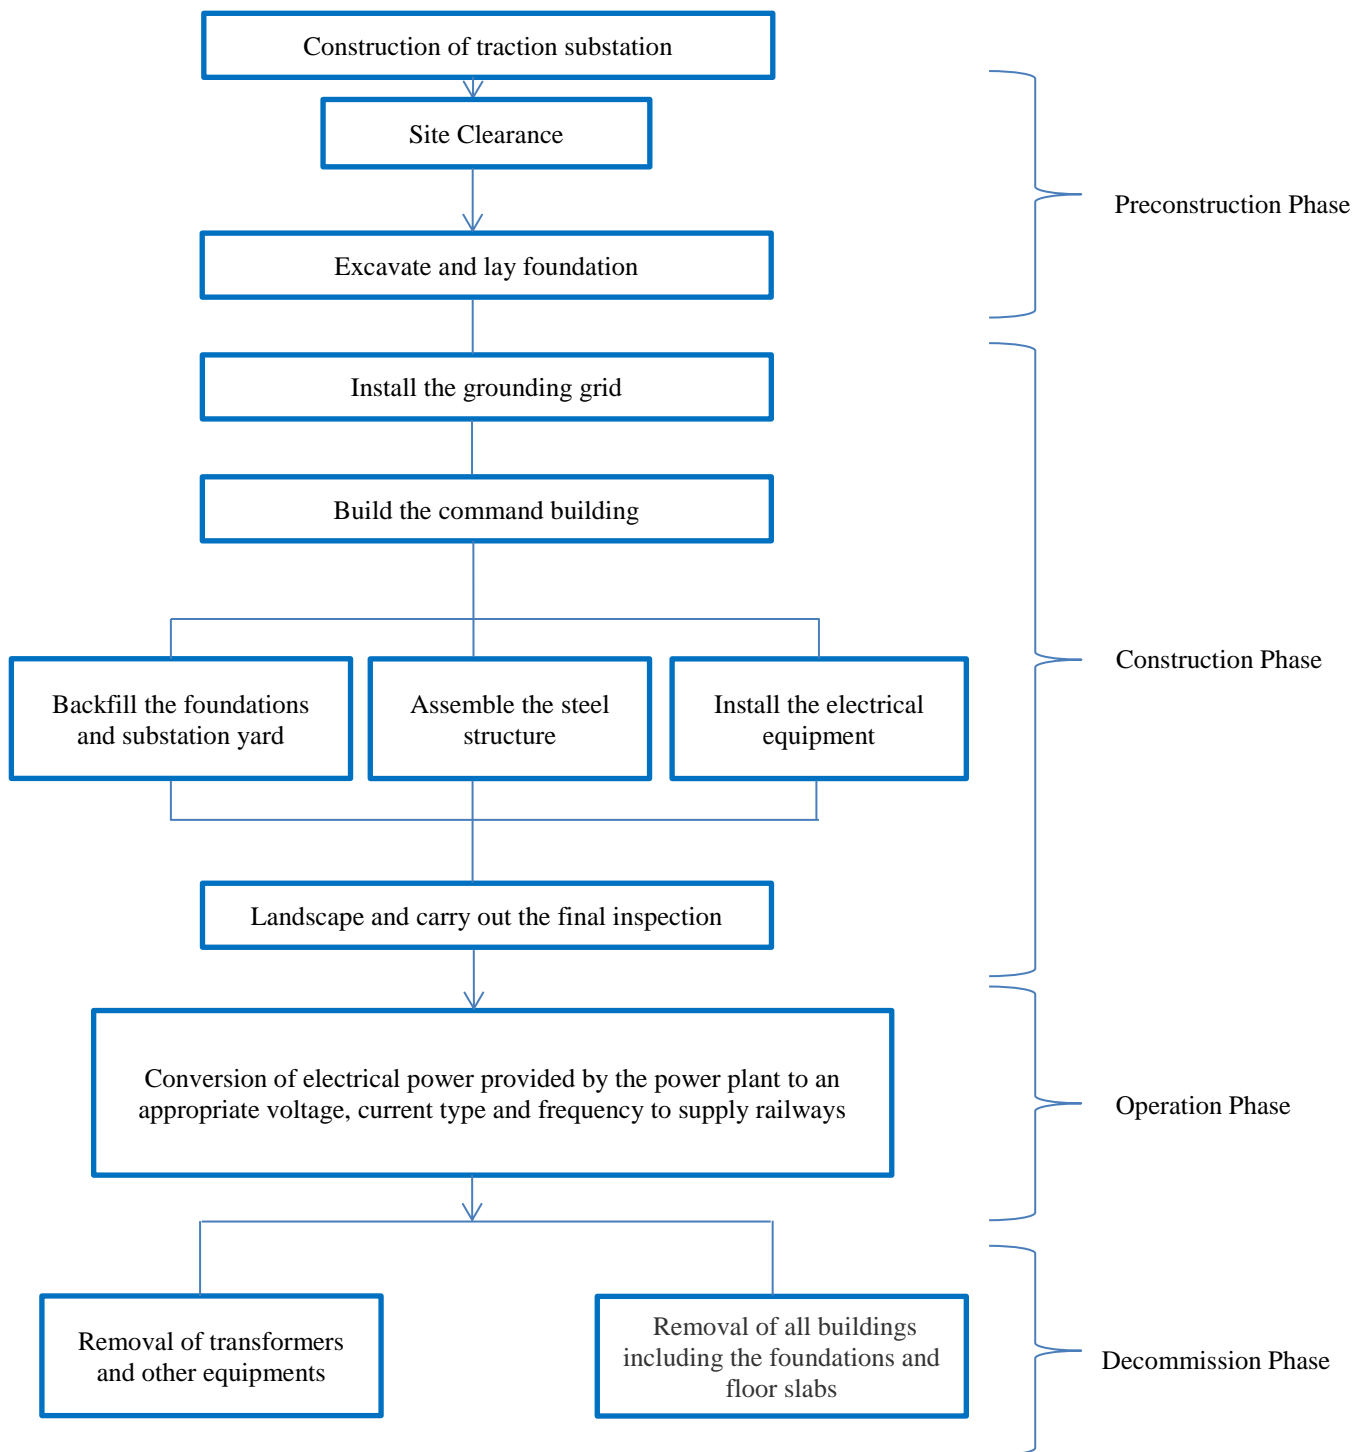 Construction of traction substation
Site Clearance
Preconstruction Phase
Excavate and lay foundation
Install the grounding grid
Build the command building
Construction Phase
Backfill the foundations
and substation yard
Assemble the steel
structure
Install the electrical
equipment
Landscape and carry out the final inspection
Conversion of electrical power provided by the power plant to an
appropriate voltage, current type and frequency to supply railways
Operation Phase
Removal of transformers
and other equipments
Removal of all buildings
including the foundations and
floor slabs
Decommission Phase